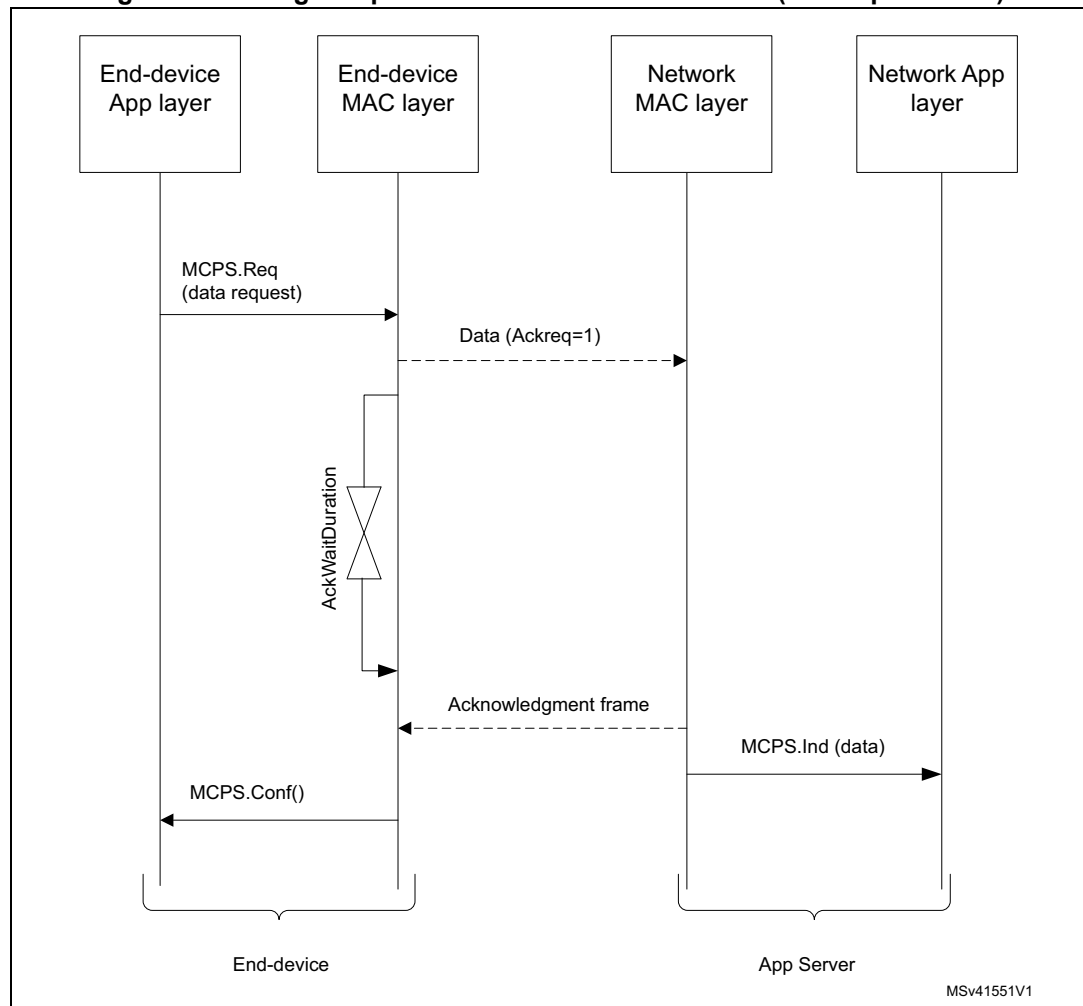 End-device
App layer
End-device
MAC layer
Network
MAC layer
Network App
layer
MCPS.Req
(data request)
Data (Ackreq=1)
AckWaitDuration
Acknowledgment frame
MCPS.Ind (data)
MCPS.Conf()
End-device
App Server
MSv41551V1